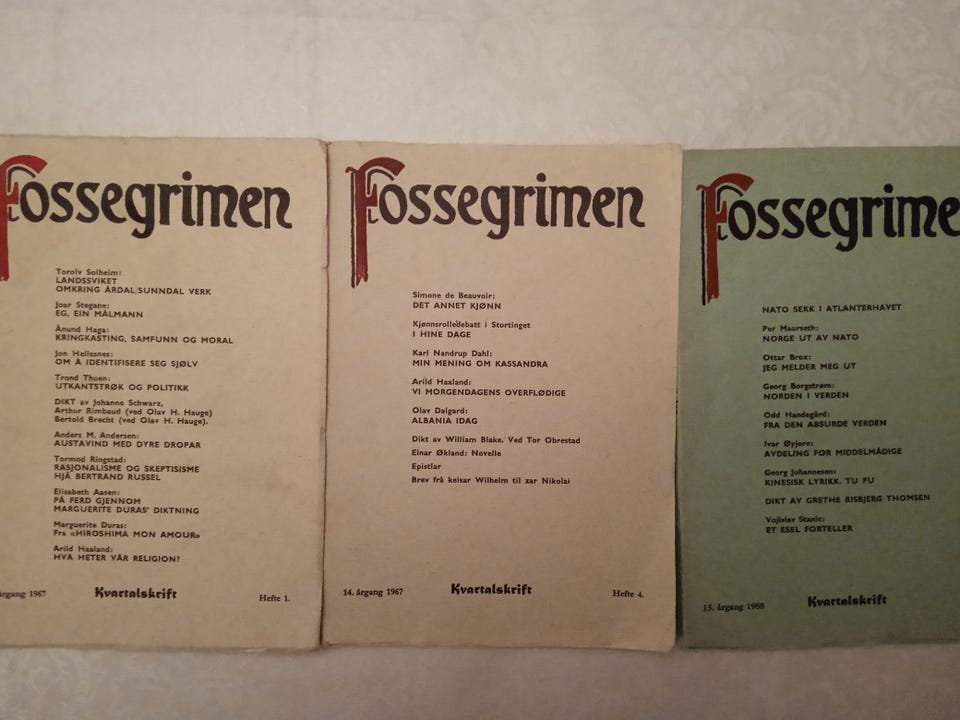 Fossegrimen
Torolv Solheim:
LANDSSVIKET
OMKRING ÅRDAL/SUNNDAL VERK
Joar Stegane:
EG, EIN MÅLMANN
Ånund Haga:
KRINGKASTING, SAMFUNN OG MORAL
Jon Hellesnes:
OM Å IDENTIFISERE SEG SJØLV
Trond Thuen:
UTKANTSTRØK OG POLITIKK
DIKT av Johanne Schwarz,
Arthur Rimbaud (ved Olav H. Hauge)
Bertold Brecht (ved Olav H. Hauge).
Anders M. Andersen:
AUSTAVIND MED DYRE DROPAR
Tormod Ringstad:
RASJONALISME OG SKEPTISISME
HJÅ BERTRAND RUSSEL
Elisabeth Aasen:
PÅ FERD GJENNOM
MARGUERITE DURAS' DIKTNING
Marguerite Duras:
Fra «HIROSHIMA MON AMOUR»
Arild Haaland:
HVA HETER VÅR RELIGION?
årgang 1967 Kvartalskrift Hefte 1.
Fossegrimen
Simone de Beauvoir:
DET ANNET KJØNN
Kjønnsrolledebatt i Stortinget
I HINE DAGE
Karl Nandrup Dahl:
MIN MENING OM KASSANDRA
Arild Haaland:
VI MORGENDAGENS OVERFLØDIGE
Olav Dalgard:
ALBANIA IDAG
Dikt av William Blake. Ved Tor Obrestad
Einar Økland: Novelle
Epistlar
Brev frå keisar Wilhelm til zar Nikolai
14. årgang 1967 Kvartalskrift Hefte 4.
Fossegrime
NATO SEKK I ATLANTERHAVET
Per Maurseth:
NORGE UT AV NATO
Ottar Brox:
JEG MELDER MEG UT
Georg Borgstrøm:
NORDEN I VERDEN
Odd Handegård:
FRA DEN ABSURDE VERDEN
Ivar Øyjore:
AVDELING FOR MIDDELMÅDIGE
Georg Johannesen:
KINESISK LYRIKK. TU FU
DIKT AV GRETHE RISBJERG THOMSEN
Vojislav Stanic:
ET ESEL FORTELLER
15. årgang 1968 Kvartalskrift